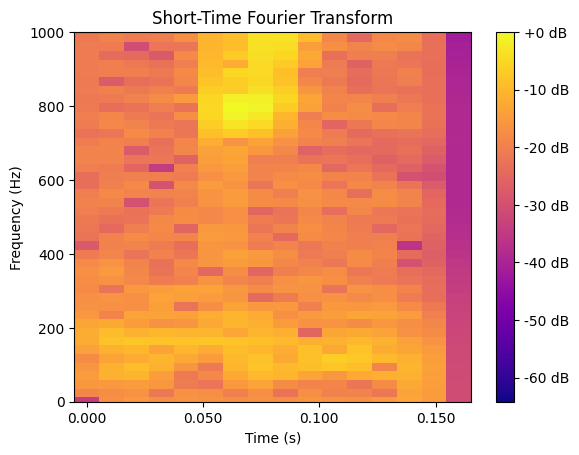 Short-Time Fourier Transform
1000
800
600
400
200
0
Frequency (Hz)
0.000
0.050
0.100
0.150
Time (s)
+0 dB
-10 dB
-20 dB
-30 dB
-40 dB
-50 dB
-60 dB